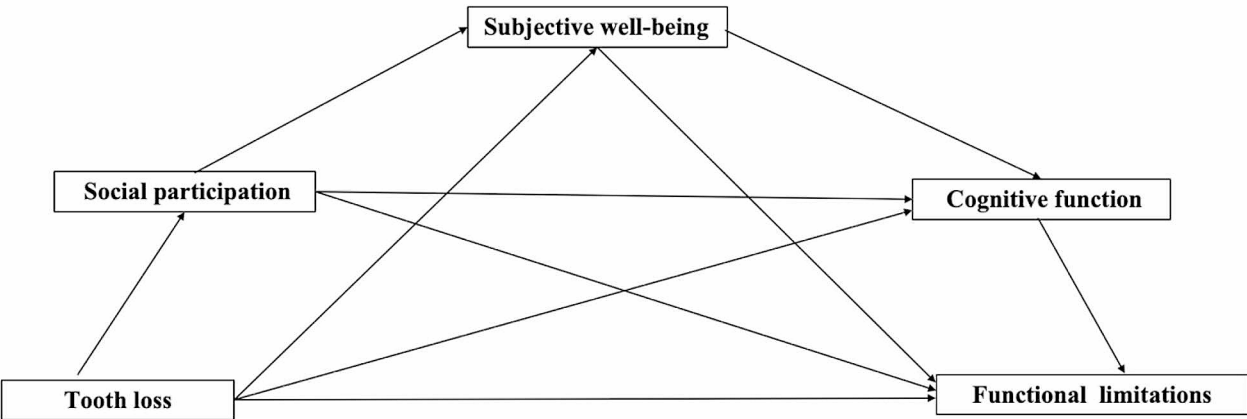 Subjective well-being
Social participation
Cognitive function
Tooth loss
Functional limitations